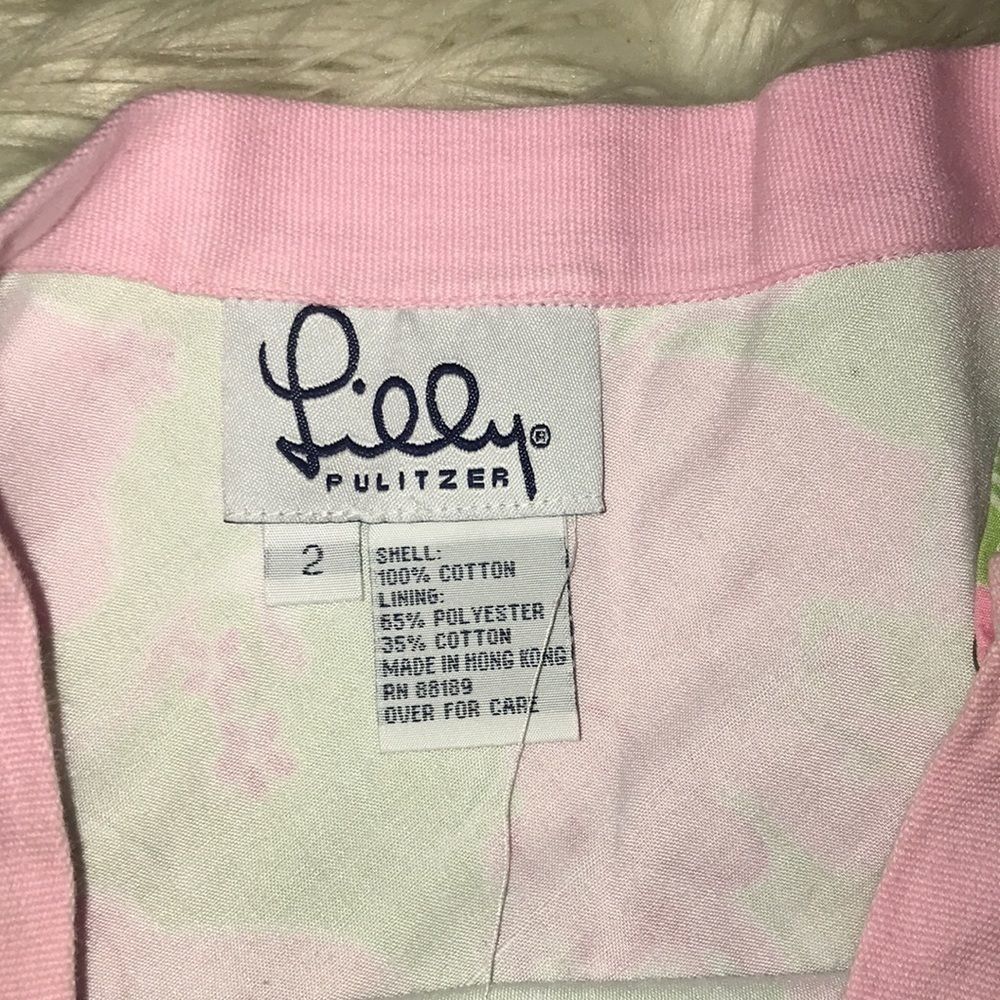 Lilly®
PULITZER
2
SHELL:
100% COTTON
LINING:
65% POLYESTER
35% COTTON
MADE IN HONG KONG
RN 88189
OVER FOR CARE